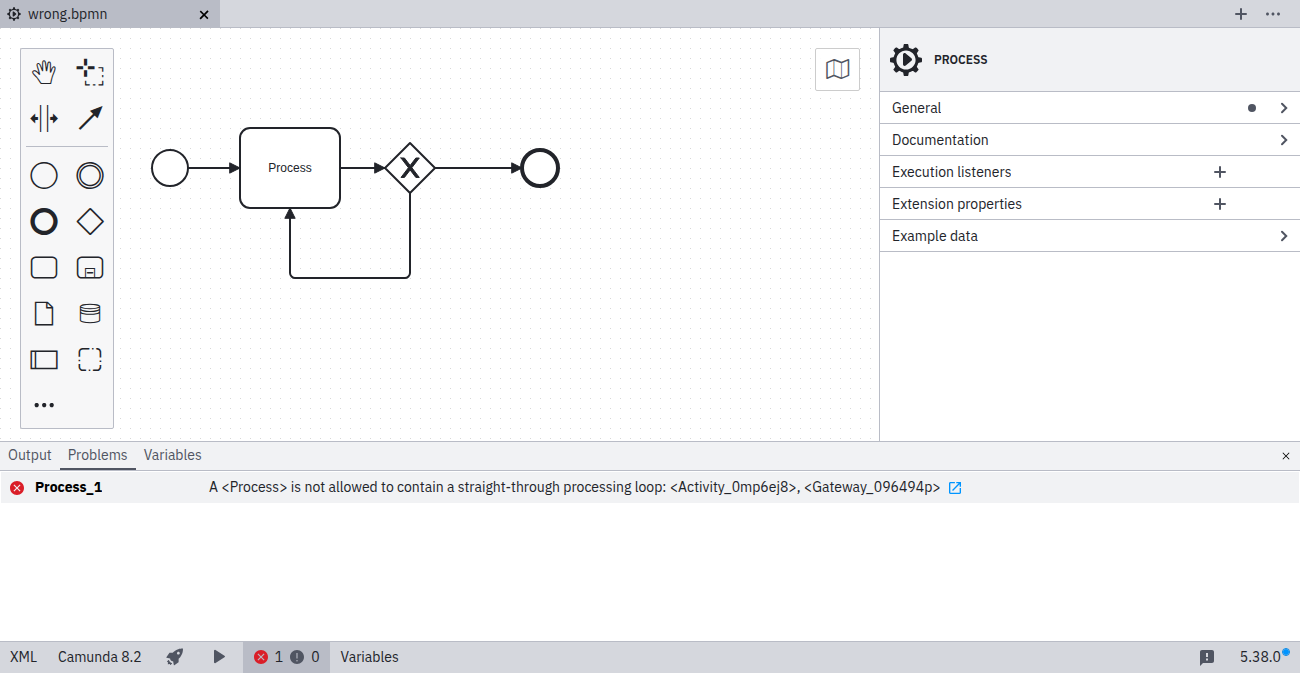 wrong.bpmn
PROCESS
General
Documentation
Execution listeners
Extension properties
Example data
Process
X
Output Problems Variables
Process_1 A <Process> is not allowed to contain a straight-through processing loop: <Activity_0mp6ej8>, <Gateway_096494p>
XML Camunda 8.2 1 0 Variables 5.38.0